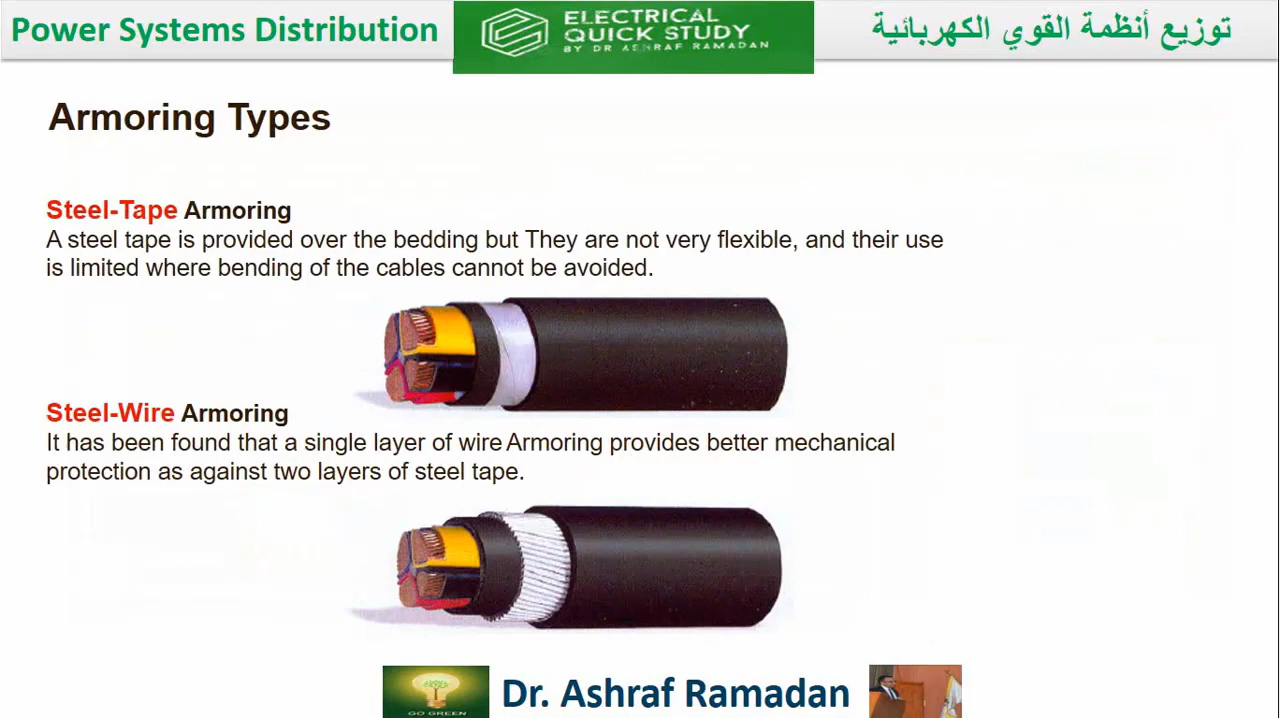 Power Systems Distribution
ELECTRICAL
QUICK STUDY
BY DR ASHRAF RAMADAN
توزيع أنظمة القوي الكهربائية
Armoring Types
Steel-Tape Armoring
A steel tape is provided over the bedding but They are not very flexible, and their use
is limited where bending of the cables cannot be avoided.
Steel-Wire Armoring
It has been found that a single layer of wire Armoring provides better mechanical
protection as against two layers of steel tape.
GO GREEN
Dr. Ashraf Ramadan